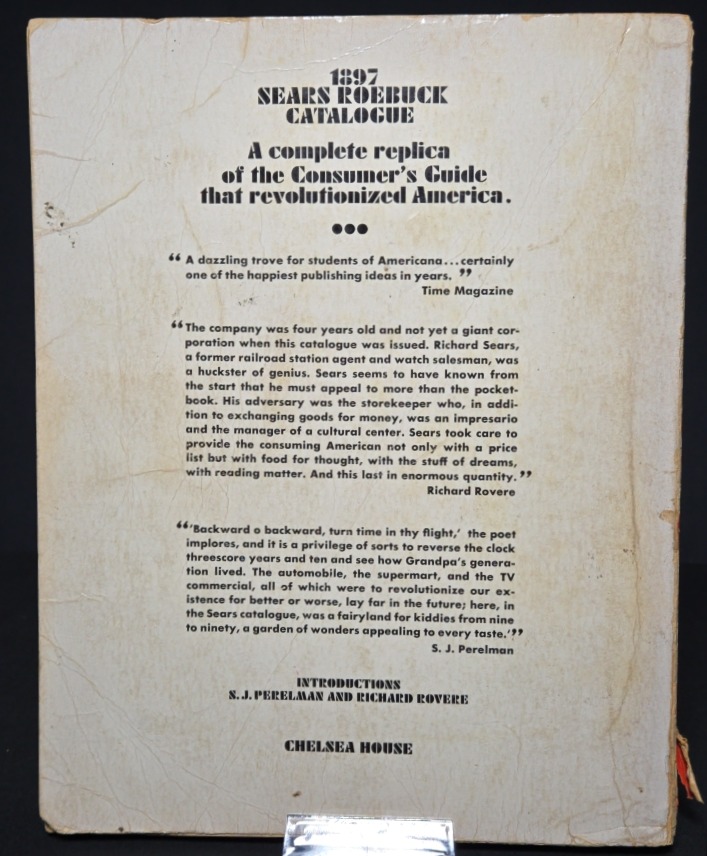 1897
SEARS ROEBUCK
CATALOGUE
A complete replica
of the Consumer's Guide
that revolutionized America.
●●●
“ A dazzling trove for students of Americana...certainly
one of the happiest publishing ideas in years. ”
Time Magazine
“The company was four years old and not yet a giant cor-
poration when this catalogue was issued. Richard Sears,
a former railroad station agent and watch salesman, was
a huckster of genius. Sears seems to have known from
the start that he must appeal to more than the pocket-
book. His adversary was the storekeeper who, in addi-
tion to exchanging goods for money, was an impresario
and the manager of a cultural center. Sears took care to
provide the consuming American not only with a price
list but with food for thought, with the stuff of dreams,
with reading matter. And this last in enormous quantity.”
Richard Rovere
“‘Backward o backward, turn time in thy flight,’ the poet
implores, and it is a privilege of sorts to reverse the clock
threescore years and ten and see how Grandpa's genera-
tion lived. The automobile, the supermart, and the TV
commercial, all of which were to revolutionize our ex-
istence for better or worse, lay far in the future; here, in
the Sears catalogue, was a fairyland for kiddies from nine
to ninety, a garden of wonders appealing to every taste.’”
S. J. Perelman
INTRODUCTIONS
S. J. PERELMAN AND RICHARD ROVERE
CHELSEA HOUSE